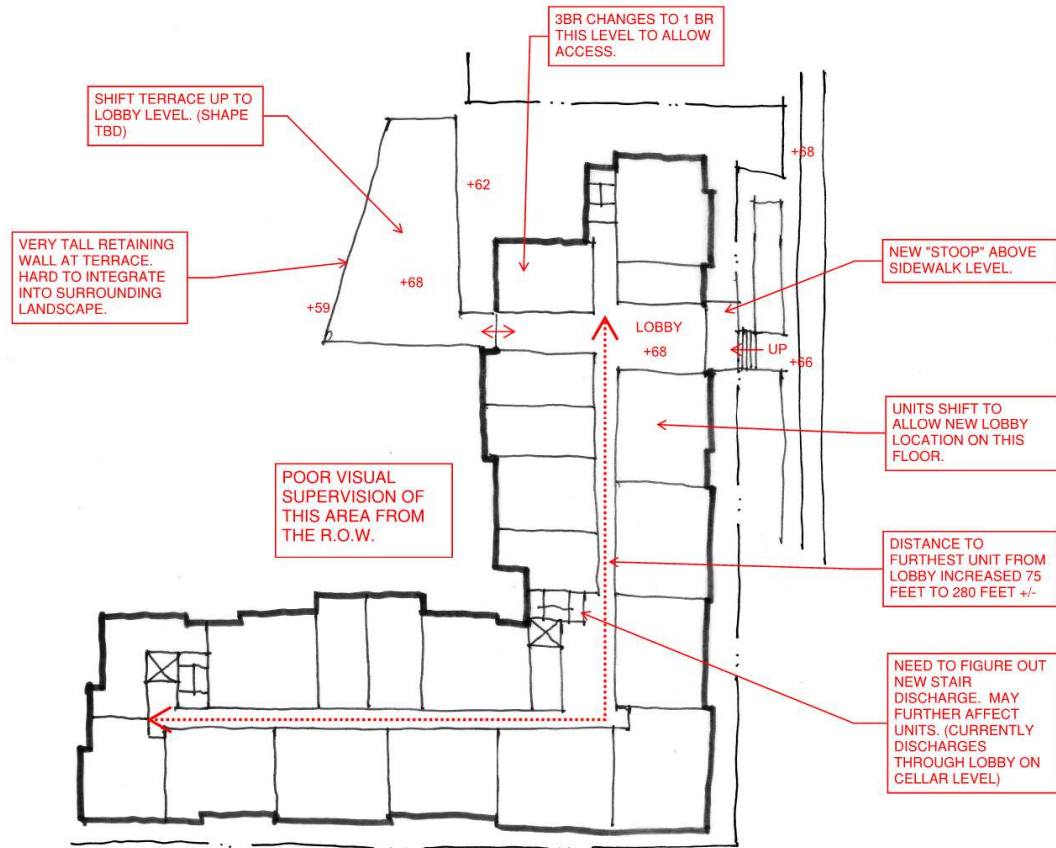 3BR CHANGES TO 1 BR
THIS LEVEL TO ALLOW
ACCESS.
SHIFT TERRACE UP TO
LOBBY LEVEL. (SHAPE
TBD)
+68
+62
VERY TALL RETAINING
WALL AT TERRACE.
HARD TO INTEGRATE
INTO SURROUNDING
LANDSCAPE.
+68
+59
NEW "STOOP" ABOVE
SIDEWALK LEVEL.
LOBBY
+68
UP
+66
UNITS SHIFT TO
ALLOW NEW LOBBY
LOCATION ON THIS
FLOOR.
POOR VISUAL
SUPERVISION OF
THIS AREA FROM
THE R.O.W.
DISTANCE TO
FURTHEST UNIT FROM
LOBBY INCREASED 75
FEET TO 280 FEET +/-
NEED TO FIGURE OUT
NEW STAIR
DISCHARGE. MAY
FURTHER AFFECT
UNITS. (CURRENTLY
DISCHARGES
THROUGH LOBBY ON
CELLAR LEVEL)